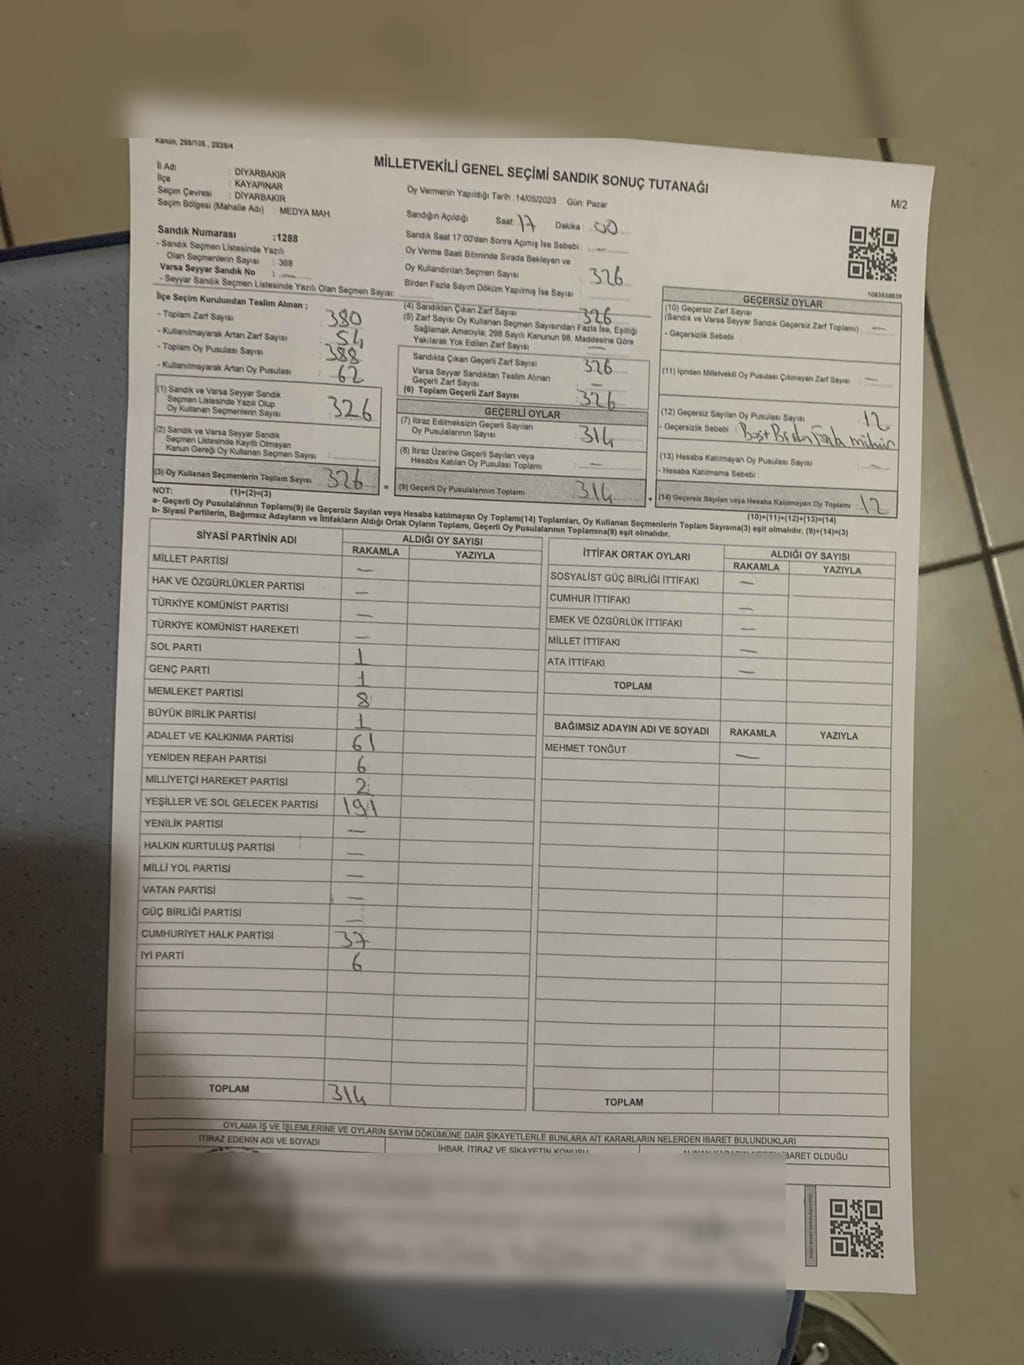 Kanun, 298/105 , 2839/4
MİLLETVEKİLİ GENEL SEÇİMİ SANDIK SONUÇ TUTANAĞI
M/2
İl Adı : DİYARBAKIR
İlçe : KAYAPINAR
Seçim Çevresi : DİYARBAKIR
Seçim Bölgesi (Mahalle Adı) : MEDYA MAH.
Sandık Numarası :1288
- Sandık Seçmen Listesinde Yazılı
Olan Seçmenlerin Sayısı : 368
Varsa Seyyar Sandık No : —
- Seyyar Sandık Seçmen Listesinde Yazılı Olan Seçmen Sayısı:
Oy Vermenin Yapıldığı Tarih :14/05/2023 Gün: Pazar
Sandığın Açıldığı Saat: 17 Dakika : 00
Sandık Saat 17:00'den Sonra Açımış İse Sebebi : —
Oy Verme Saati Bitiminde Sırada Bekleyen ve
Oy Kullandırılan Seçmen Sayısı 326
Birden Fazla Sayım Döküm Yapılmış İse Sayısı : —
1083838839
İlçe Seçim Kurulundan Teslim Alınan ;
- Toplam Zarf Sayısı : 380
- Kullanılmayarak Artan Zarf Sayısı : 54
- Toplam Oy Pusulası Sayısı : 388
- Kullanılmayarak Artan Oy Pusulası : 62
(1) Sandık ve Varsa Seyyar Sandık
Seçmen Listesinde Yazılı Olup
Oy Kullanan Seçmenlerin Sayısı : 326
(2) Sandık ve Varsa Seyyar Sandık
Seçmen Listesinde Kayıtlı Olmayan
Kanun Gereği Oy Kullanan Seçmen Sayısı :
(3) Oy Kullanan Seçmenlerin Toplam Sayısı : 326
(4) Sandıktan Çıkan Zarf Sayısı : 326
(5) Zarf Sayısı Oy Kullanan Seçmen Sayısından Fazla İse, Eşitliği
Sağlamak Amacıyla, 298 Sayılı Kanunun 98. Maddesine Göre
Yakılarak Yok Edilen Zarf Sayısı : —
Sandıkta Çıkan Geçerli Zarf Sayısı : 326
Varsa Seyyar Sandıktan Teslim Alınan
Geçerli Zarf Sayısı : —
(6) Toplam Geçerli Zarf Sayısı : 326
GEÇERLİ OYLAR
(7) İtiraz Edilmeksizin Geçerli Sayılan
Oy Pusulalarının Sayısı : 314
(8) İtiraz Üzerine Geçerli Sayılan veya
Hesaba Katılan Oy Pusulası Toplamı : —
= (9) Geçerli Oy Pusulalarının Toplamı : 314
GEÇERSİZ OYLAR
(10) Geçersiz Zarf Sayısı
(Sandık ve Varsa Seyyar Sandık Geçersiz Zarf Toplamı) : —
- Geçersizlik Sebebi :
(11) İçinden Milletvekili Oy Pusulası Çıkmayan Zarf Sayısı : —
(12) Geçersiz Sayılan Oy Pusulası Sayısı : 12
- Geçersizlik Sebebi : Boş+Birden Fazla mühür
(13) Hesaba Katılmayan Oy Pusulası Sayısı : —
- Hesaba Katılmama Sebebi :
+ (14) Geçersiz Sayılan veya Hesaba Katılmayan Oy Toplamı : 12
NOT: (1)+(2)=(3) (10)+(11)+(12)+(13)=(14)
a- Geçerli Oy Pusulalarının Toplamı(9) ile Geçersiz Sayılan veya Hesaba katılmayan Oy Toplamı(14) Toplamları, Oy Kullanan Seçmenlerin Toplam Sayısına(3) eşit olmalıdır. (9)+(14)=(3)
b- Siyasi Partilerin, Bağımsız Adayların ve İttifakların Aldığı Ortak Oyların Toplamı, Geçerli Oy Pusulalarının Toplamına(9) eşit olmalıdır.
SİYASİ PARTİNİN ADI ALDIĞI OY SAYISI
RAKAMLA YAZIYLA
MİLLET PARTİSİ —
HAK VE ÖZGÜRLÜKLER PARTİSİ —
TÜRKİYE KOMÜNİST PARTİSİ —
TÜRKİYE KOMÜNİST HAREKETİ —
SOL PARTİ 1
GENÇ PARTİ 1
MEMLEKET PARTİSİ 8
BÜYÜK BİRLİK PARTİSİ 1
ADALET VE KALKINMA PARTİSİ 61
YENİDEN REFAH PARTİSİ 6
MİLLİYETÇİ HAREKET PARTİSİ 2
YEŞİLLER VE SOL GELECEK PARTİSİ 191
YENİLİK PARTİSİ —
HALKIN KURTULUŞ PARTİSİ —
MİLLİ YOL PARTİSİ —
VATAN PARTİSİ —
GÜÇ BİRLİĞİ PARTİSİ —
CUMHURİYET HALK PARTİSİ 37
İYİ PARTİ 6
TOPLAM 314
İTTİFAK ORTAK OYLARI ALDIĞI OY SAYISI
RAKAMLA YAZIYLA
SOSYALİST GÜÇ BİRLİĞİ İTTİFAKI —
CUMHUR İTTİFAKI —
EMEK VE ÖZGÜRLÜK İTTİFAKI —
MİLLET İTTİFAKI —
ATA İTTİFAKI —
TOPLAM
BAĞIMSIZ ADAYIN ADI VE SOYADI RAKAMLA YAZIYLA
MEHMET TONĞUT —
TOPLAM
OYLAMA İŞ VE İŞLEMLERİNE VE OYLARIN SAYIM DÖKÜMÜNE DAİR ŞİKAYETLERLE BUNLARA AİT KARARLARIN NELERDEN İBARET BULUNDUKLARI
İTİRAZ EDENİN ADI VE SOYADI
İHBAR, İTİRAZ VE ŞİKAYETİN KONUSU
İBARET OLDUĞU